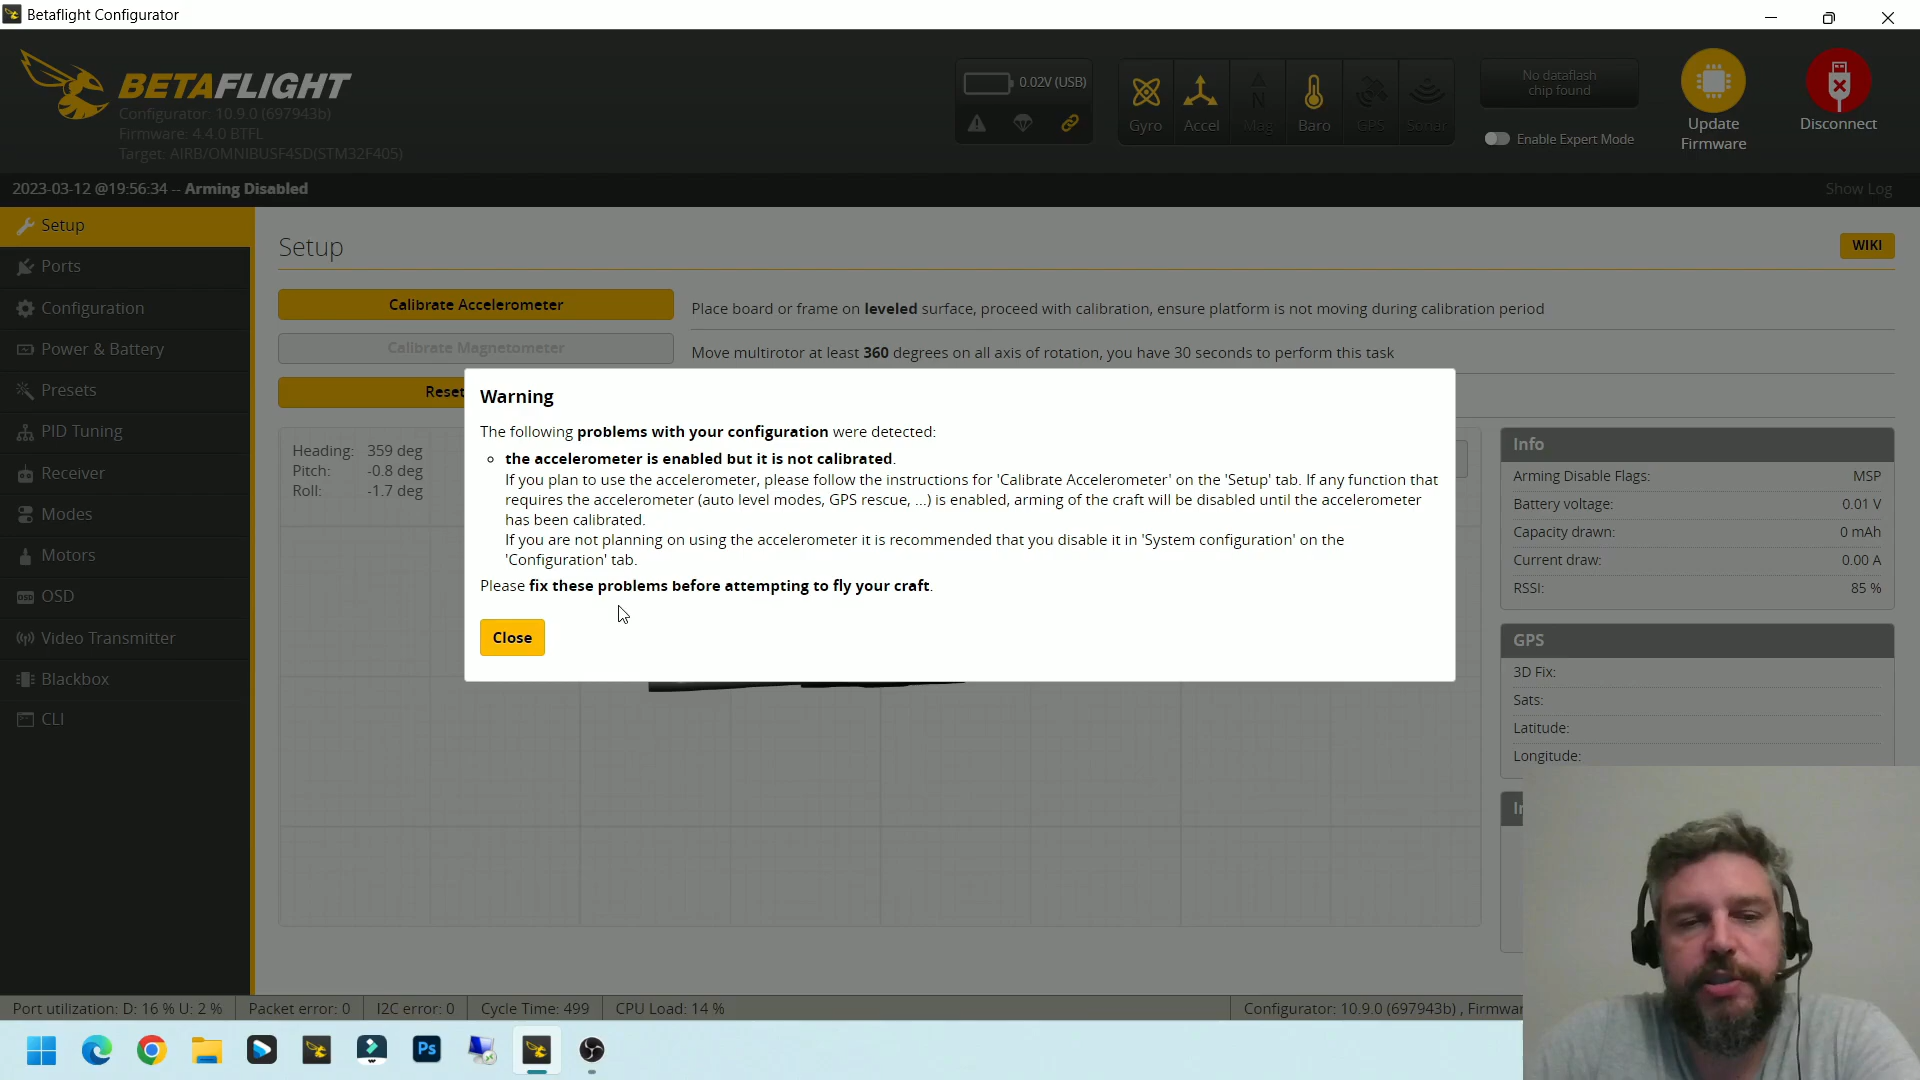 Betaflight Configurator
BETAFLIGHT
Configurator: 10.9.0 (697943b)
Firmware: 4.4.0 BTFL
Target: AIRB/OMNIBUSF4SD(STM32F405)
0.02V (USB)
Gyro
Accel
Mag
Baro
GPS
Sonar
No dataflash
chip found
Enable Expert Mode
Update
Firmware
Disconnect
2023-03-12 @19:56:34 -- Arming Disabled
Show Log
Setup
Ports
Configuration
Power & Battery
Presets
PID Tuning
Receiver
Modes
Motors
OSD
Video Transmitter
Blackbox
CLI
Setup
WIKI
Calibrate Accelerometer
Place board or frame on leveled surface, proceed with calibration, ensure platform is not moving during calibration period
Calibrate Magnetometer
Move multirotor at least 360 degrees on all axis of rotation, you have 30 seconds to perform this task
Reset
Heading: 359 deg
Pitch: -0.8 deg
Roll: -1.7 deg
Warning
The following problems with your configuration were detected:
the accelerometer is enabled but it is not calibrated.
If you plan to use the accelerometer, please follow the instructions for 'Calibrate Accelerometer' on the 'Setup' tab. If any function that
requires the accelerometer (auto level modes, GPS rescue, ...) is enabled, arming of the craft will be disabled until the accelerometer
has been calibrated.
If you are not planning on using the accelerometer it is recommended that you disable it in 'System configuration' on the
'Configuration' tab.
Please fix these problems before attempting to fly your craft.
Close
Info
Arming Disable Flags: MSP
Battery voltage: 0.01 V
Capacity drawn: 0 mAh
Current draw: 0.00 A
RSSI: 85 %
GPS
3D Fix:
Sats:
Latitude:
Longitude:
Port utilization: D: 16 % U: 2 %
Packet error: 0
I2C error: 0
Cycle Time: 499
CPU Load: 14 %
Configurator: 10.9.0 (697943b) , Firmwar
Ps